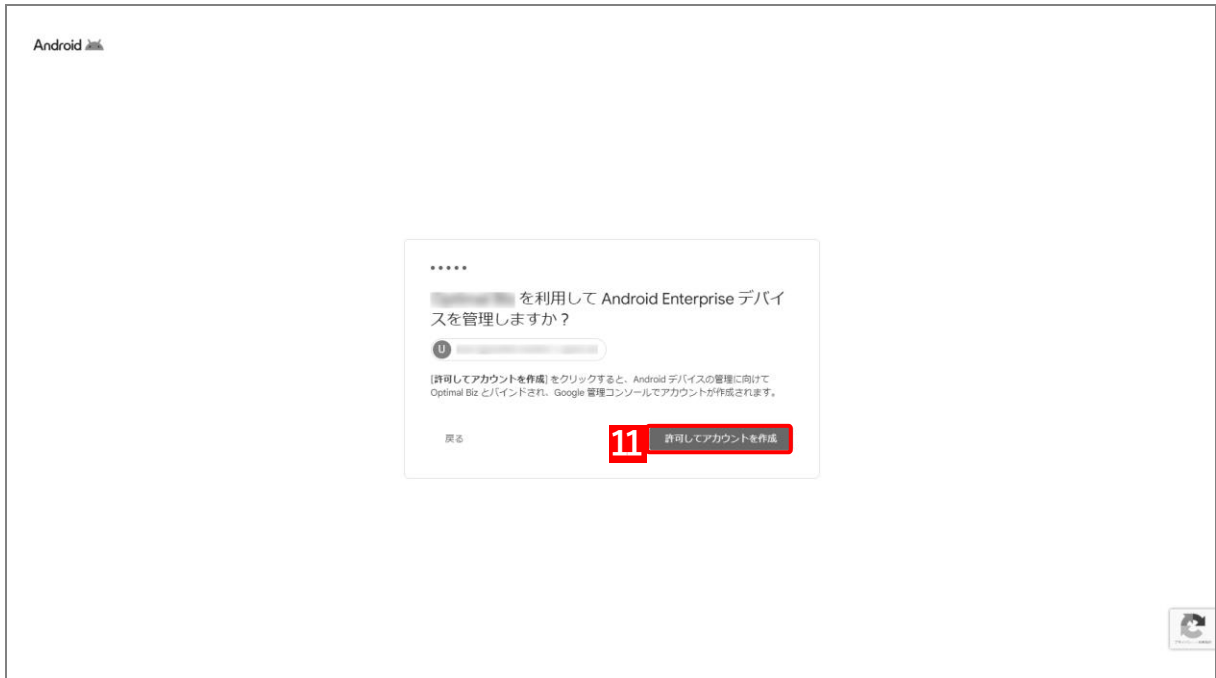 Android
を利用して Android Enterprise デバイ
スを管理しますか？
U
[許可してアカウントを作成] をクリックすると、Android デバイスの管理に向けて
Optimal Biz とバインドされ、Google 管理コンソールでアカウントが作成されます。
戻る
11
許可してアカウントを作成